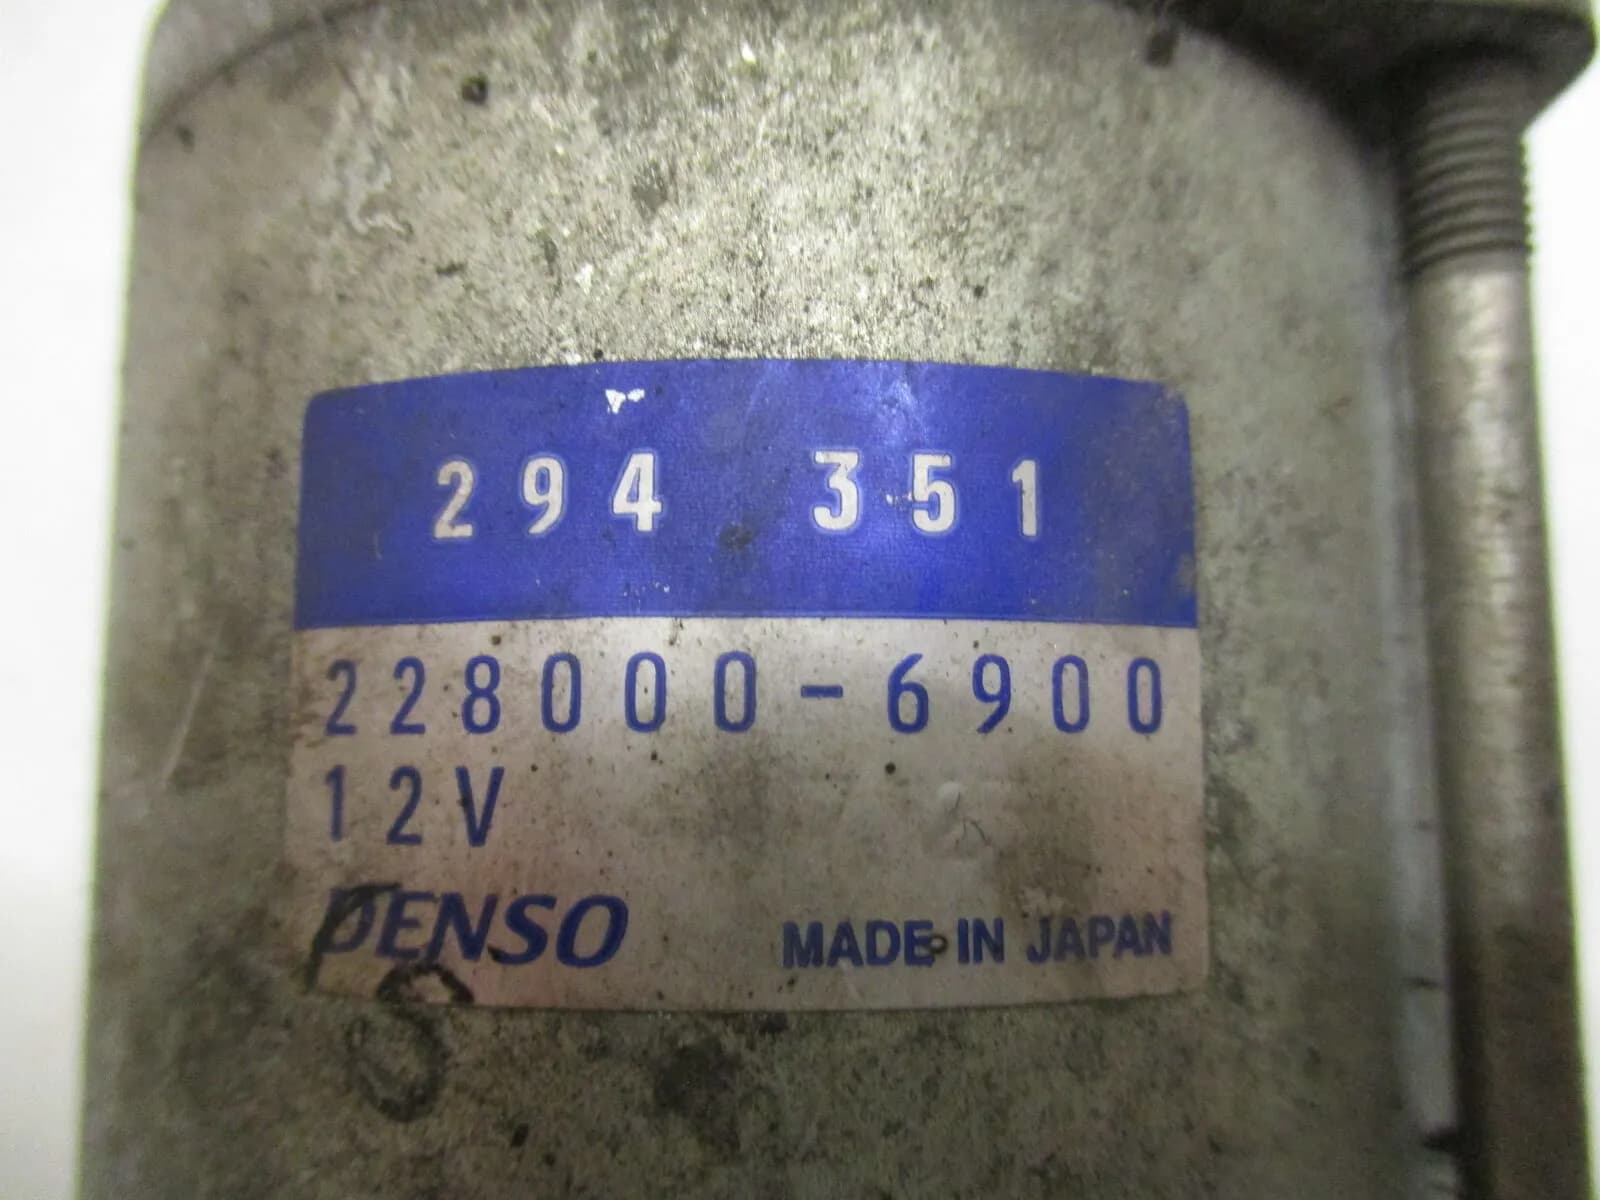 294 351
228000-6900
12V
DENSO MADE IN JAPAN